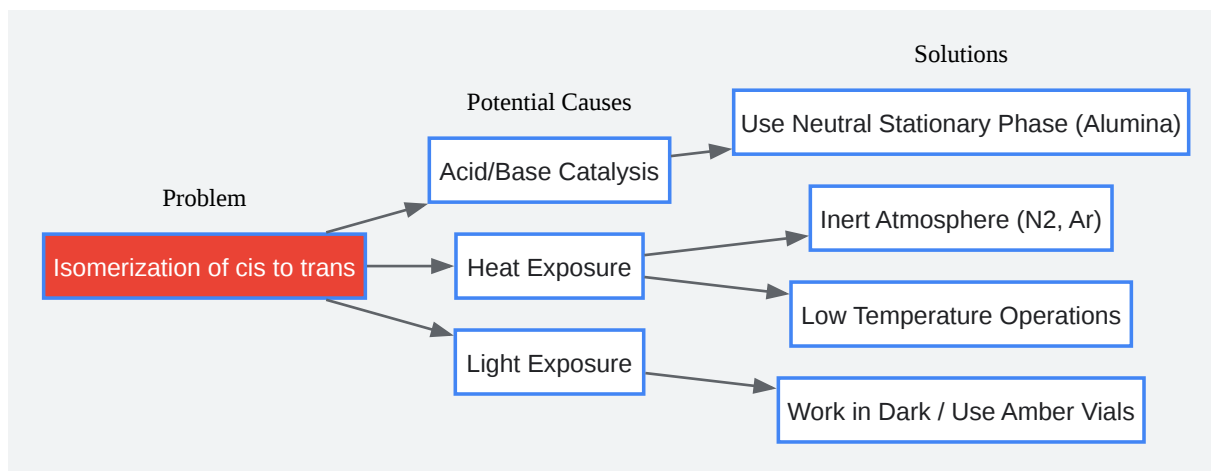 Solutions
Potential Causes
Use Neutral Stationary Phase (Alumina)
Acid/Base Catalysis
Problem
Inert Atmosphere (N2, Ar)
Isomerization of cis to trans
Heat Exposure
Low Temperature Operations
Light Exposure
Work in Dark / Use Amber Vials